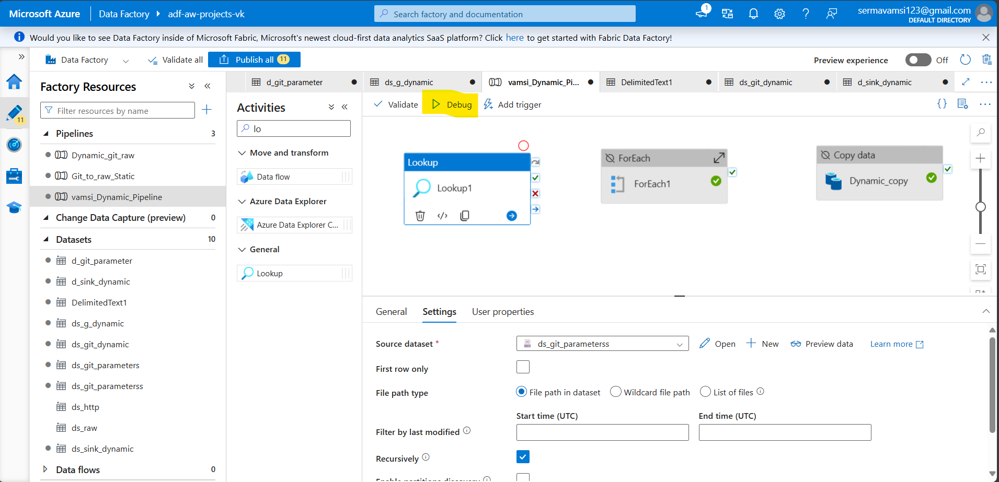 Microsoft Azure
Data Factory
adf-aw-projects-vk
Search factory and documentation
1
sermavamsi123@gmail.com
DEFAULT DIRECTORY
Would you like to see Data Factory inside of Microsoft Fabric, Microsoft's newest cloud-first data analytics SaaS platform? Click here to get started with Fabric Data Factory!
Data Factory
Validate all
Publish all 11
Preview experience
Off
11
Factory Resources
Filter resources by name
Pipelines 3
Dynamic_git_raw
Git_to_raw_Static
vamsi_Dynamic_Pipeline
Change Data Capture (preview) 0
Datasets 10
d_git_parameter
d_sink_dynamic
DelimitedText1
ds_g_dynamic
ds_git_dynamic
ds_git_parameters
ds_git_parameterss
ds_http
ds_raw
ds_sink_dynamic
Data flows 0
d_git_parameter
ds_g_dynamic
vamsi_Dynamic_Pi...
DelimitedText1
ds_git_dynamic
d_sink_dynamic
Activities
lo
Move and transform
Data flow
Azure Data Explorer
Azure Data Explorer C...
General
Lookup
Validate
Debug
Add trigger
Lookup
Lookup1
ForEach
ForEach1
Copy data
Dynamic_copy
General
Settings
User properties
Source dataset *
ds_git_parameterss
Open
New
Preview data
Learn more
First row only
File path type
File path in dataset
Wildcard file path
List of files
Start time (UTC)
End time (UTC)
Filter by last modified
Recursively
Enable partitions discovery